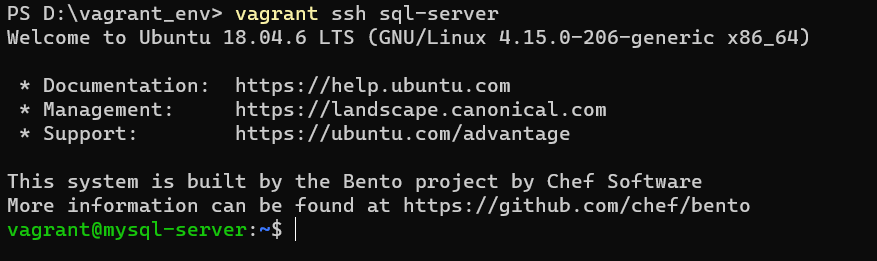 PS D:\vagrant_env> vagrant ssh sql-server
Welcome to Ubuntu 18.04.6 LTS (GNU/Linux 4.15.0-206-generic x86_64)
* Documentation:  https://help.ubuntu.com
* Management:     https://landscape.canonical.com
* Support:        https://ubuntu.com/advantage
This system is built by the Bento project by Chef Software
More information can be found at https://github.com/chef/bento
vagrant@mysql-server:~$